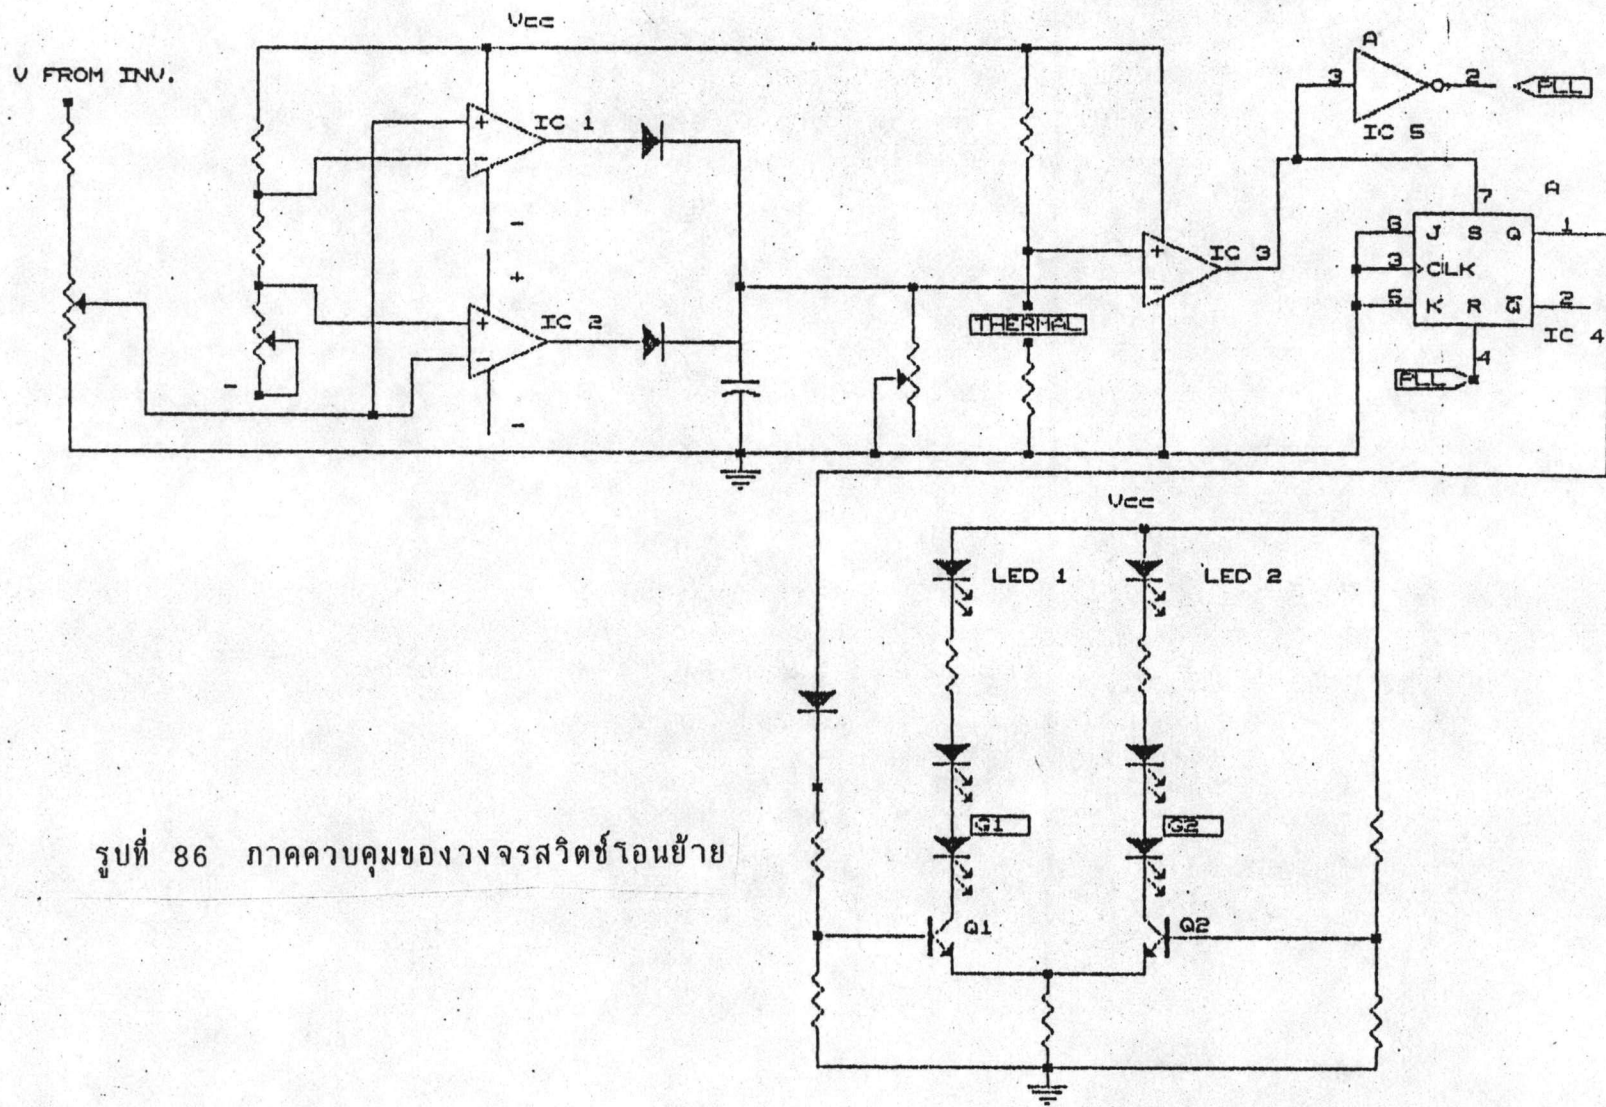 Vcc
V FROM INV.
A
3
2
PLL
IC 5
+
IC 1
-
-
+
+
IC 2
-
-
-
+
IC 3
-
THERMAL
7
A
6
J S Q
1
3
CLK
5
K R Q̅
2
IC 4
4
PLL
Vcc
LED 1
LED 2
G1
G2
Q1
Q2
รูปที่ 86 ภาคควบคุมของวงจรสวิตช์โอนย้าย